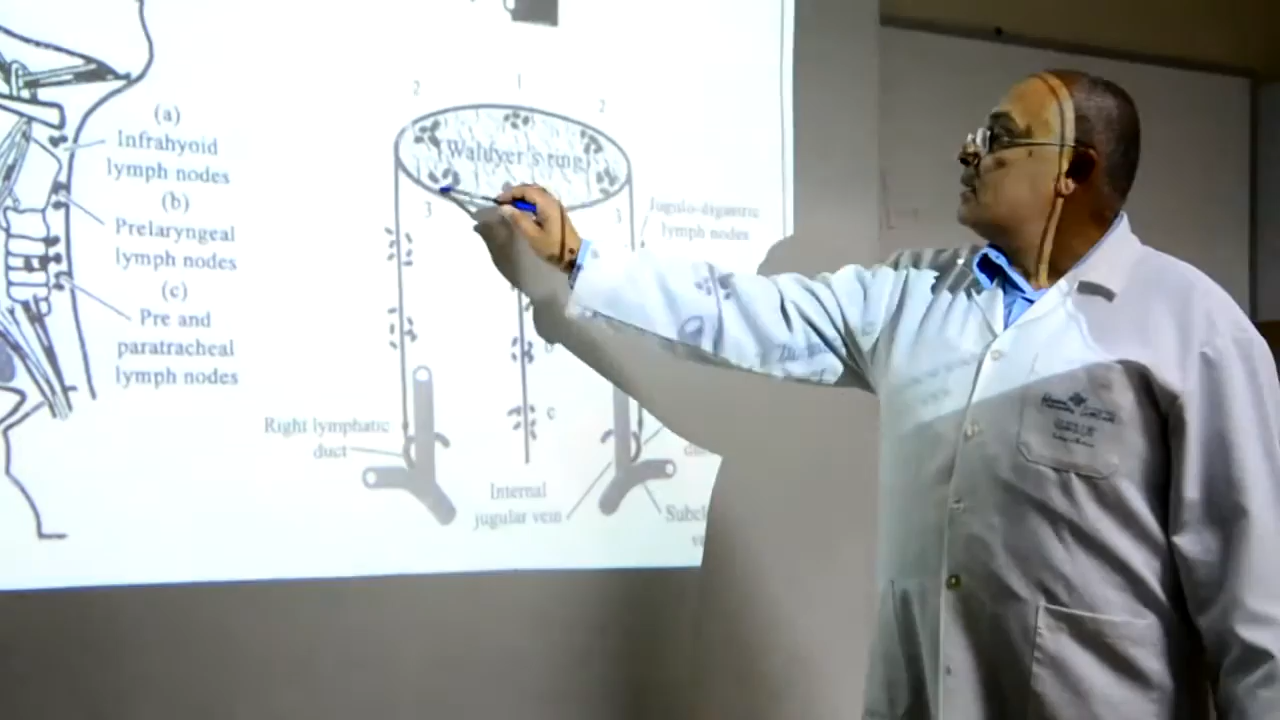 (a)
Infrahyoid
lymph nodes
(b)
Prelaryngeal
lymph nodes
(c)
Pre and
paratracheal
lymph nodes
2
1
2
Waldyer's ring
3
3
Jugulo-digastric
lymph nodes
c
Right lymphatic
duct
Internal
jugular vein